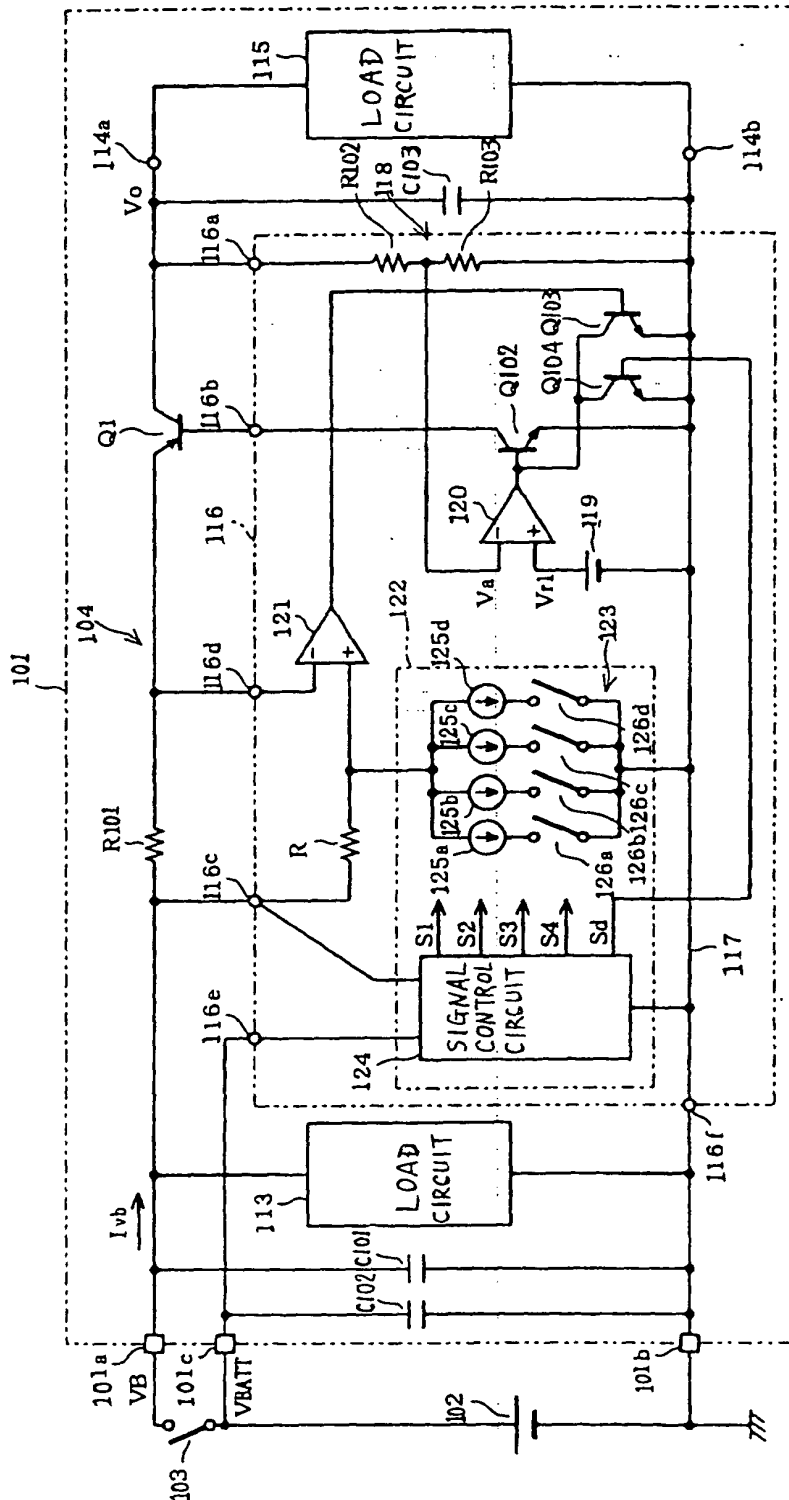 101
104
116
Q1
Vo
114a
115
LOAD
CIRCUIT
R101
116d
116b
116a
R102
118
C103
R103
114b
116c
R
121
122
120
Va
Vr1
119
Q102
Q104
Q103
123
125a
125b
125c
125d
126a
126b
126c
126d
116e
124
SIGNAL
CONTROL
CIRCUIT
S1
S2
S3
S4
Sd
117
116f
Ivb
113
LOAD
CIRCUIT
C101
C102
101a
VB
101c
VBATT
101b
102
103